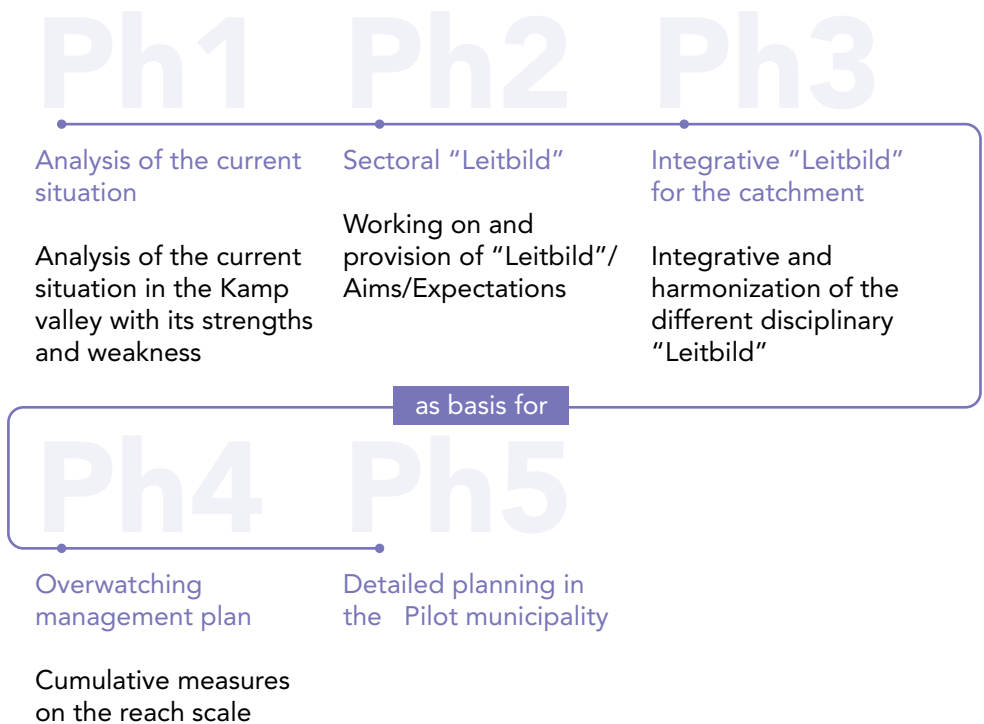 Ph1
Ph2
Ph3
Analysis of the current
situation
Analysis of the current
situation in the Kamp
valley with its strengths
and weakness
Sectoral “Leitbild”
Working on and
provision of “Leitbild”/
Aims/Expectations
Integrative “Leitbild”
for the catchment
Integrative and
harmonization of the
different disciplinary
“Leitbild”
as basis for
Ph4
Ph5
Overwatching
management plan
Cumulative measures
on the reach scale
Detailed planning in
the Pilot municipality